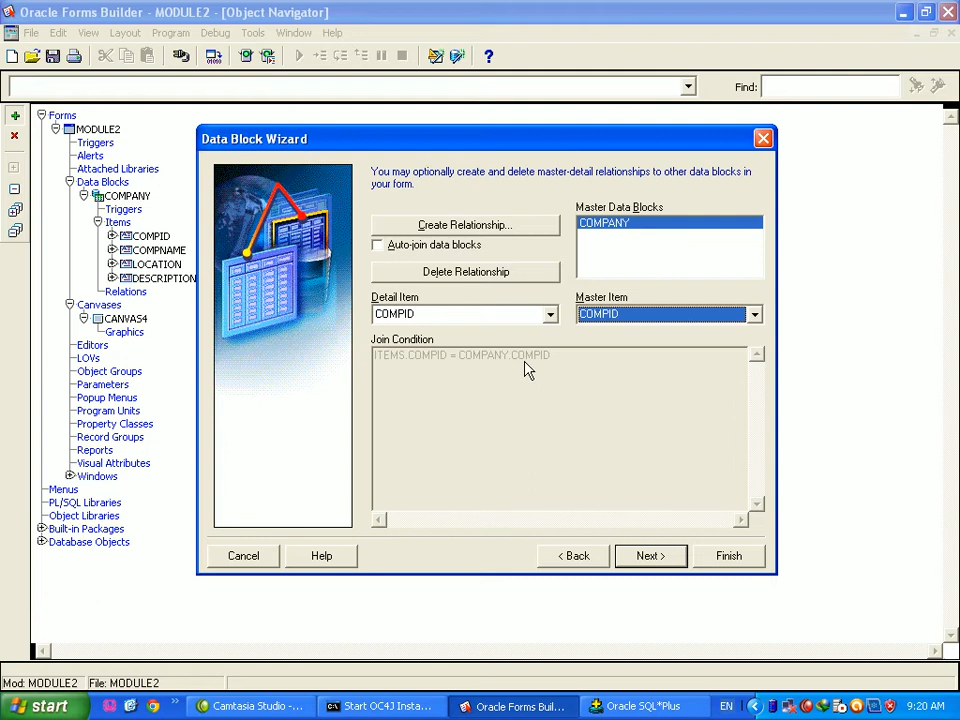 Oracle Forms Builder - MODULE2 - [Object Navigator]
File Edit View Layout Program Debug Tools Window Help
Find:
Forms
MODULE2
Triggers
Alerts
Attached Libraries
Data Blocks
COMPANY
Triggers
Items
COMPID
COMPNAME
LOCATION
DESCRIPTION
Relations
Canvases
CANVAS4
Graphics
Editors
LOVs
Object Groups
Parameters
Popup Menus
Program Units
Property Classes
Record Groups
Reports
Visual Attributes
Windows
Menus
PL/SQL Libraries
Object Libraries
Built-in Packages
Database Objects
Data Block Wizard
You may optionally create and delete master-detail relationships to other data blocks in
your form.
Create Relationship...
Auto-join data blocks
Delete Relationship
Master Data Blocks
COMPANY
Detail Item
COMPID
Master Item
COMPID
Join Condition
ITEMS.COMPID = COMPANY.COMPID
Cancel Help < Back Next > Finish
Mod: MODULE2 File: MODULE2
start Camtasia Studio - ... Start OC4J Insta... Oracle Forms Buil... Oracle SQL*Plus EN 9:20 AM